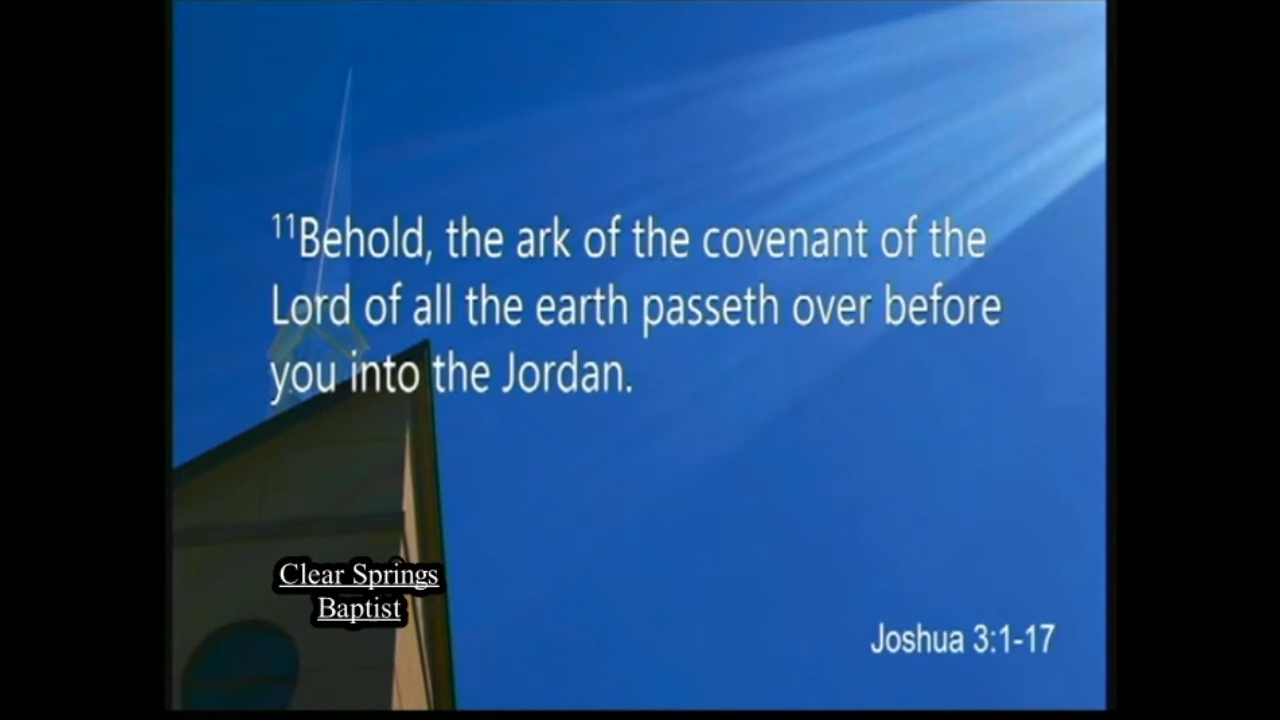 ¹¹Behold, the ark of the covenant of the
Lord of all the earth passeth over before
you into the Jordan.
Clear Springs
Baptist
Joshua 3:1-17